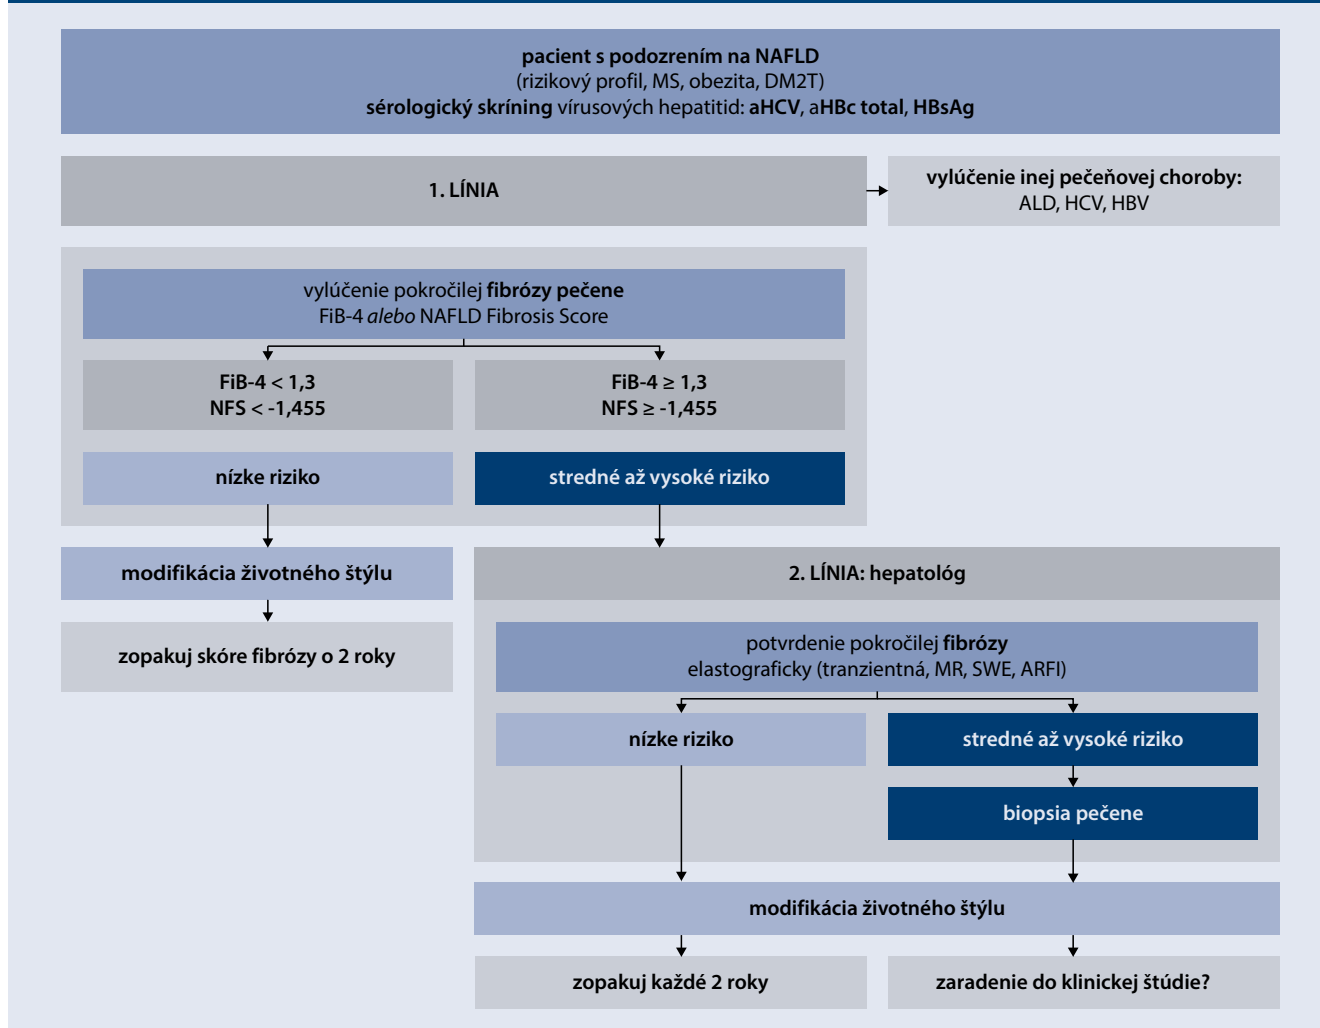 pacient s podozrením na NAFLD
(rizikový profil, MS, obezita, DM2T)
sérologický skríning vírusových hepatitid: aHCV, aHBc total, HBsAg
1. LÍNIA
vylúčenie inej pečeňovej choroby:
ALD, HCV, HBV
vylúčenie pokročilej fibrózy pečene
FiB-4 alebo NAFLD Fibrosis Score
FiB-4 < 1,3
NFS < -1,455
FiB-4 ≥ 1,3
NFS ≥ -1,455
nízke riziko
stredné až vysoké riziko
modifikácia životného štýlu
zopakuj skóre fibrózy o 2 roky
2. LÍNIA: hepatológ
potvrdenie pokročilej fibrózy
elastograficky (tranzientná, MR, SWE, ARFI)
nízke riziko
stredné až vysoké riziko
biopsia pečene
modifikácia životného štýlu
zopakuj každé 2 roky
zaradenie do klinickej štúdie?